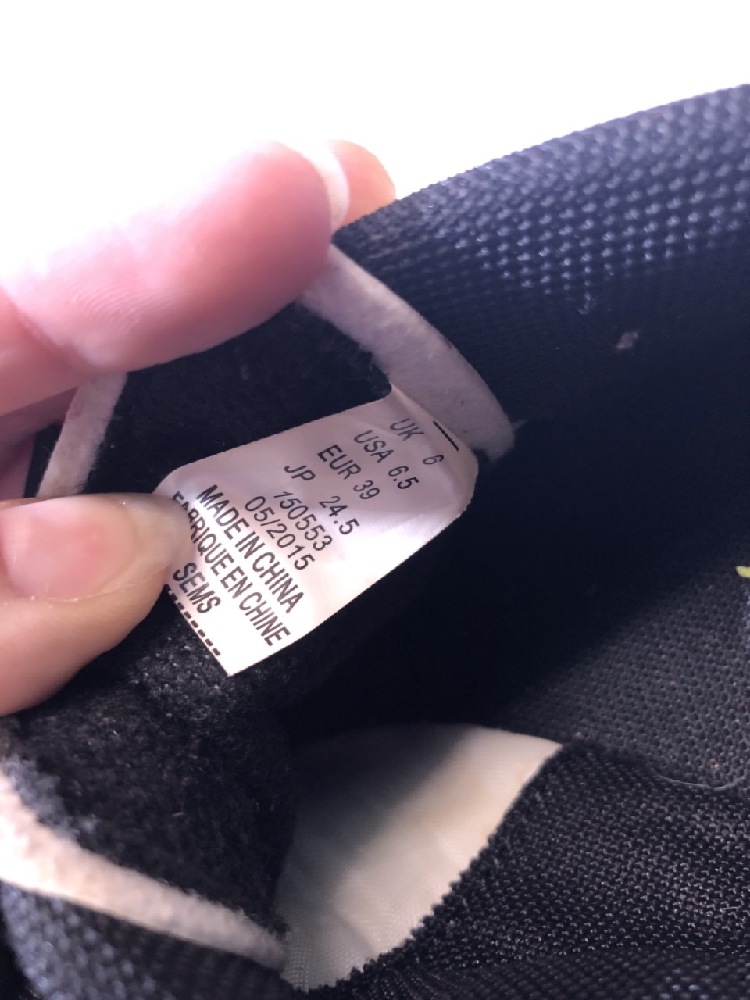 UK 6
USA 6.5
EUR 39
JP 24.5
150553
05/2015
MADE IN CHINA
FABRIQUE EN CHINE
SEMS